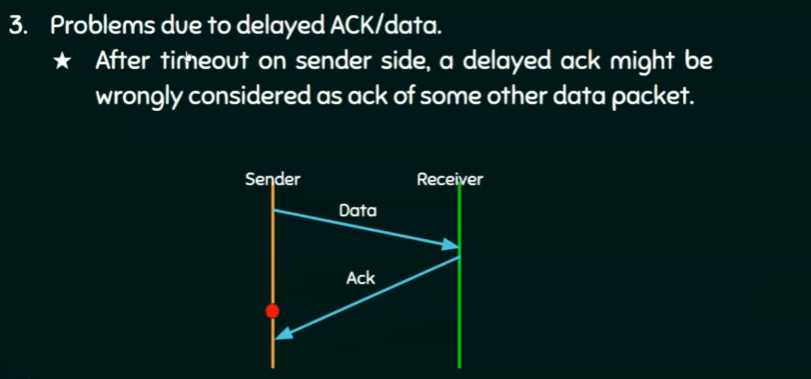 3. Problems due to delayed ACK/data.
★ After timeout on sender side, a delayed ack might be
wrongly considered as ack of some other data packet.
Sender Receiver
Data
Ack